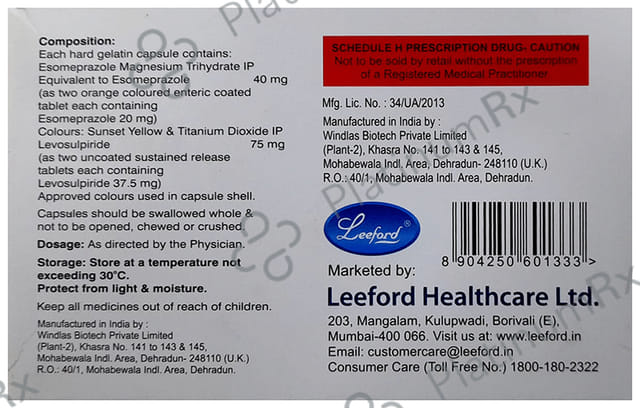 Composition:
Each hard gelatin capsule contains:
Esomeprazole Magnesium Trihydrate IP
Equivalent to Esomeprazole 40 mg
(as two orange coloured enteric coated
tablet each containing
Esomeprazole 20 mg)
Colours: Sunset Yellow & Titanium Dioxide IP
Levosulpiride 75 mg
(as two uncoated sustained release
tablets each containing
Levosulpiride 37.5 mg)
Approved colours used in capsule shell.
Capsules should be swallowed whole &
not to be opened, chewed or crushed.
Dosage: As directed by the Physician.
Storage: Store at a temperature not
exceeding 30°C.
Protect from light & moisture.
Keep all medicines out of reach of children.
Manufactured in India by :
Windlas Biotech Private Limited
(Plant-2), Khasra No. 141 to 143 & 145,
Mohabewala Indl. Area, Dehradun- 248110 (U.K.)
R.O.: 40/1, Mohabewala Indl. Area, Dehradun.
SCHEDULE H PRESCRIPTION DRUG- CAUTION
Not to be sold by retail without the prescription
of a Registered Medical Practitioner.
Mfg. Lic. No. : 34/UA/2013
Manufactured in India by :
Windlas Biotech Private Limited
(Plant-2), Khasra No. 141 to 143 & 145,
Mohabewala Indl. Area, Dehradun- 248110 (U.K.)
R.O.: 40/1, Mohabewala Indl. Area, Dehradun.
Leeford ®
8 904250 601333 >
Marketed by:
Leeford Healthcare Ltd.
203, Mangalam, Kulupwadi, Borivali (E),
Mumbai-400 066. Visit us at: www.leeford.in
Email: customercare@leeford.in
Consumer Care (Toll Free No.) 1800-180-2322
PlatinumRx